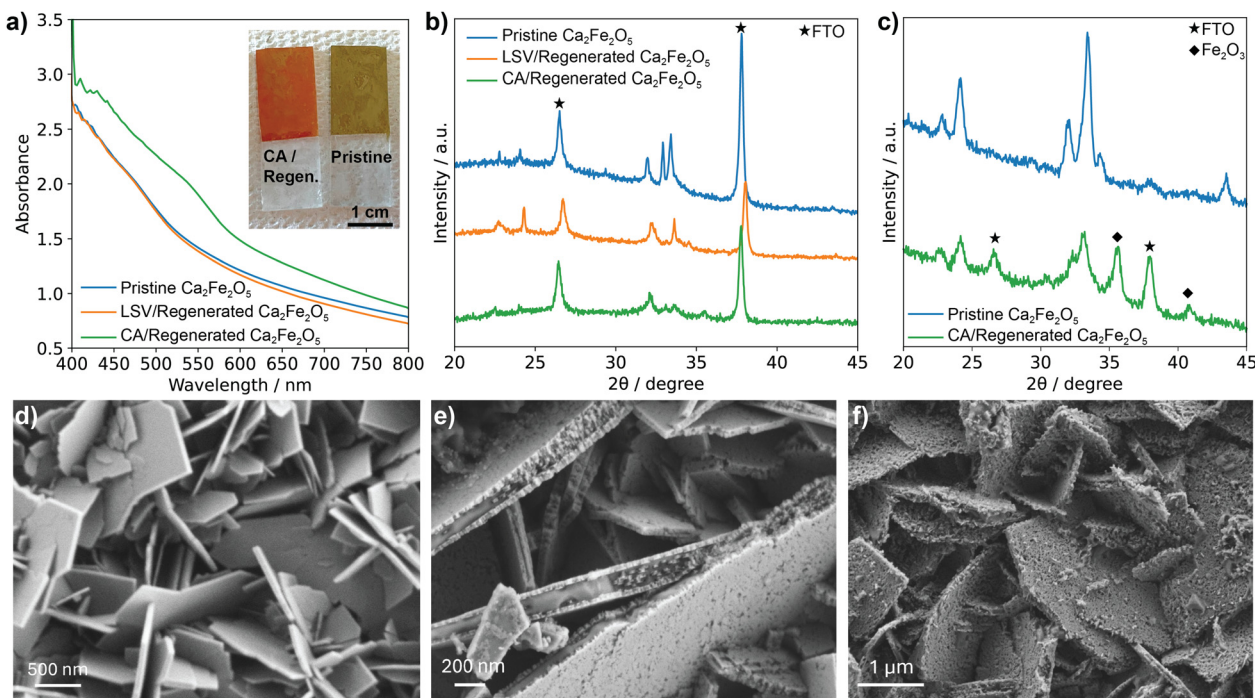 a)
3.5
3.0
2.5
2.0
1.5
1.0
0.5
Absorbance
400 450 500 550 600 650 700 750 800
Wavelength / nm
CA /
Regen.
Pristine
1 cm
Pristine Ca₂Fe₂O₅
LSV/Regenerated Ca₂Fe₂O₅
CA/Regenerated Ca₂Fe₂O₅
b)
Pristine Ca₂Fe₂O₅
LSV/Regenerated Ca₂Fe₂O₅
CA/Regenerated Ca₂Fe₂O₅
★FTO
★
★
Intensity / a.u.
20 25 30 35 40 45
2θ / degree
c)
★ FTO
◆ Fe₂O₃
★ ◆ ★ ◆
Intensity / a.u.
Pristine Ca₂Fe₂O₅
CA/Regenerated Ca₂Fe₂O₅
20 25 30 35 40 45
2θ / degree
d)
500 nm
e)
200 nm
f)
1 µm